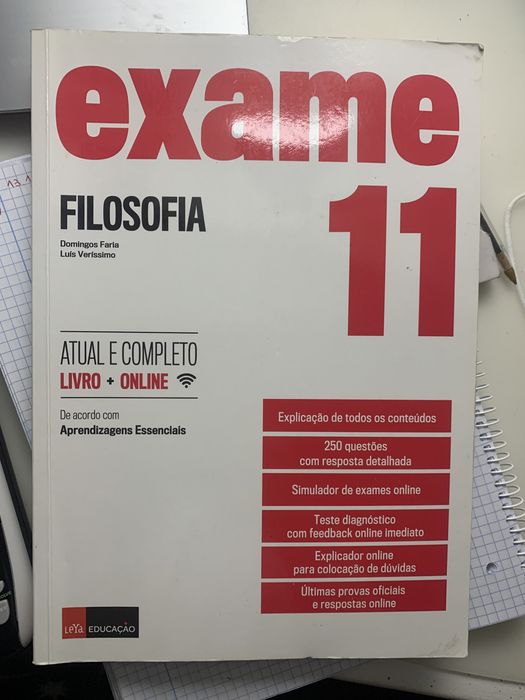 exame
11
FILOSOFIA
Domingos Faria
Luís Veríssimo
ATUAL E COMPLETO
LIVRO + ONLINE
De acordo com
Aprendizagens Essenciais
Explicação de todos os conteúdos
250 questões
com resposta detalhada
Simulador de exames online
Teste diagnóstico
com feedback online imediato
Explicador online
para colocação de dúvidas
Últimas provas oficiais
e respostas online
LeYa EDUCAÇÃO